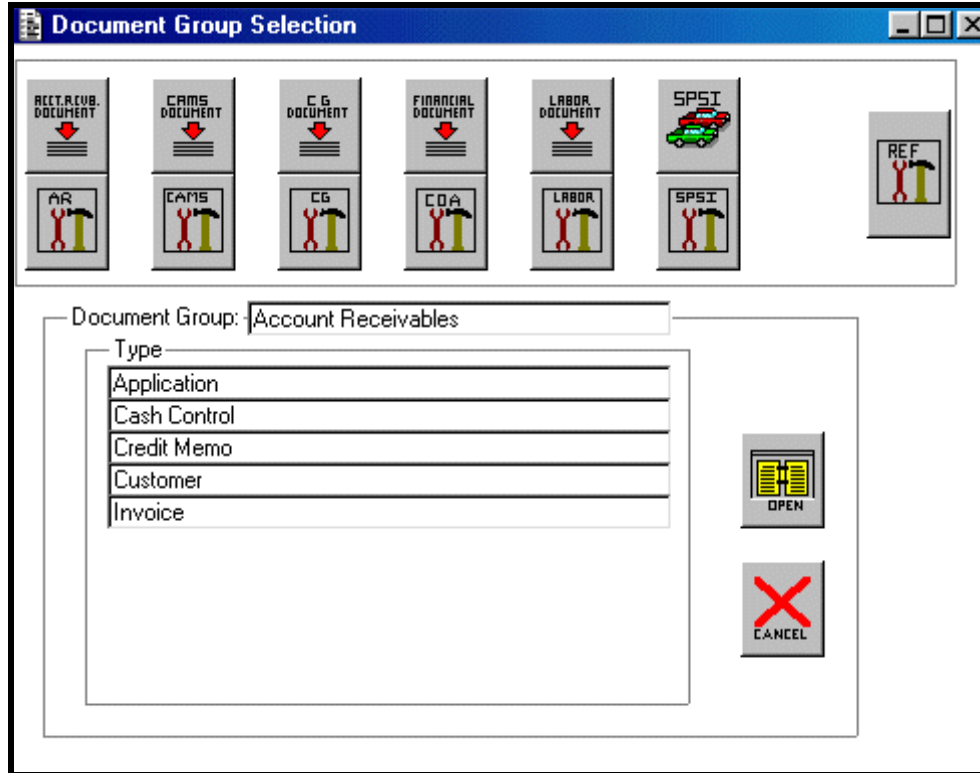 Document Group Selection
ACCT.RCVB. DOCUMENT
CAMS DOCUMENT
CG DOCUMENT
FINANCIAL DOCUMENT
LABOR DOCUMENT
SPSI
REF
AR
CAMS
CG
COA
LABOR
SPSI
Document Group: Account Receivables
Type
Application
Cash Control
Credit Memo
Customer
Invoice
OPEN
CANCEL